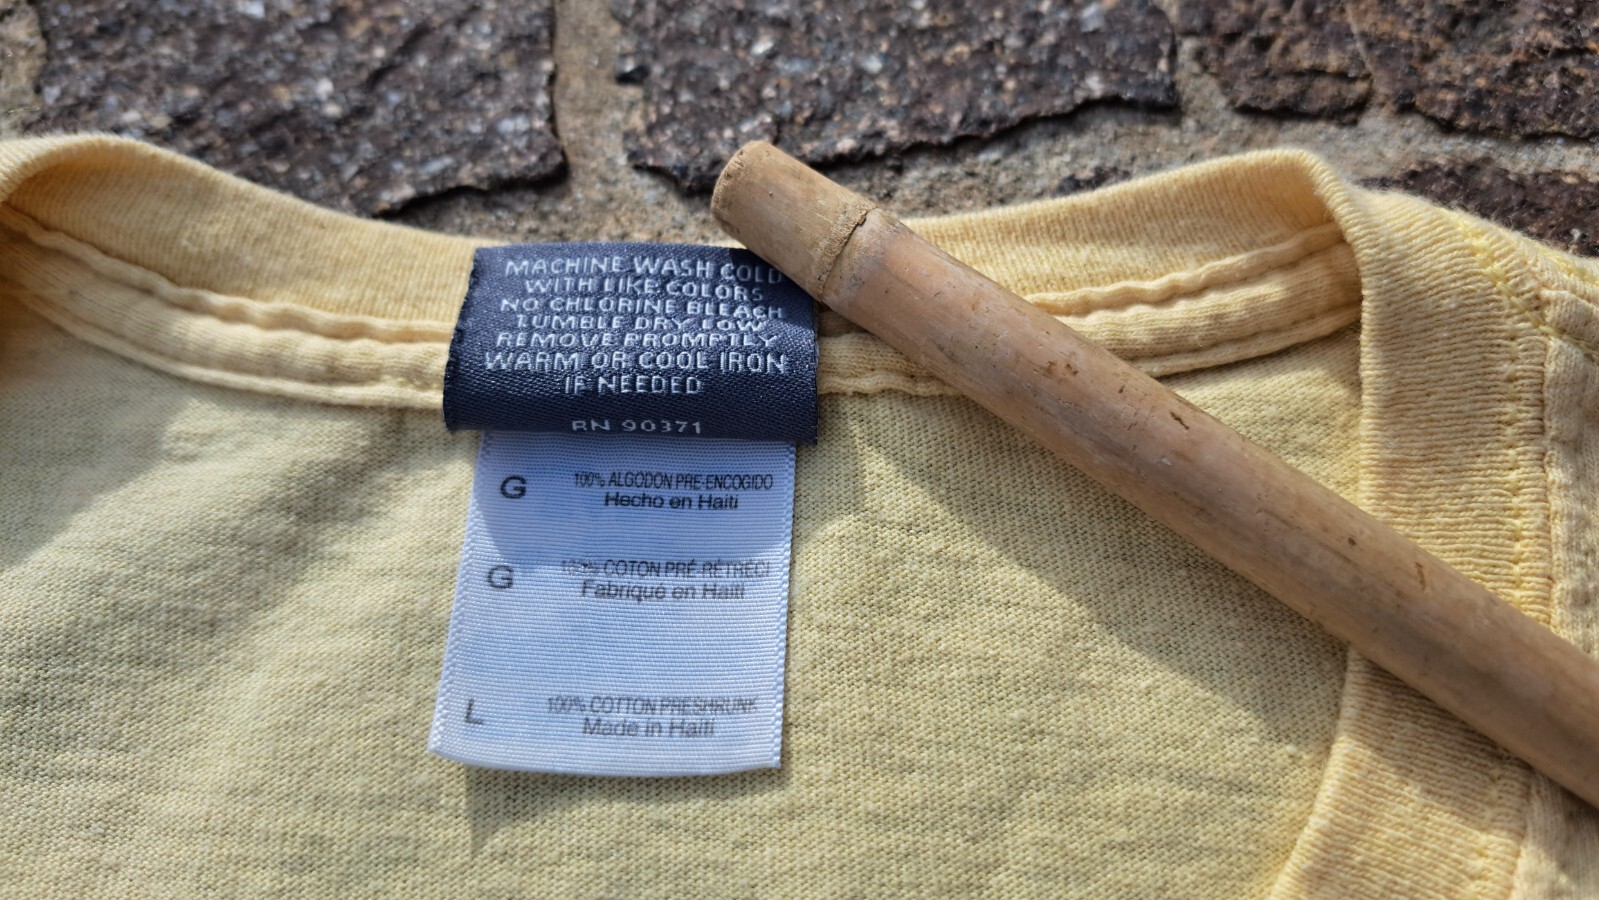 MACHINE WASH COLD
WITH LIKE COLORS
NO CHLORINE BLEACH
TUMBLE DRY LOW
REMOVE PROMPTLY
WARM OR COOL IRON
IF NEEDED
RN 90371
G 100% ALGODON PRE-ENCOGIDO
Hecho en Haiti
G 100% COTON PRÉ-RÉTRÉCI
Fabriqué en Haiti
L 100% COTTON PRESHRUNK
Made in Haiti